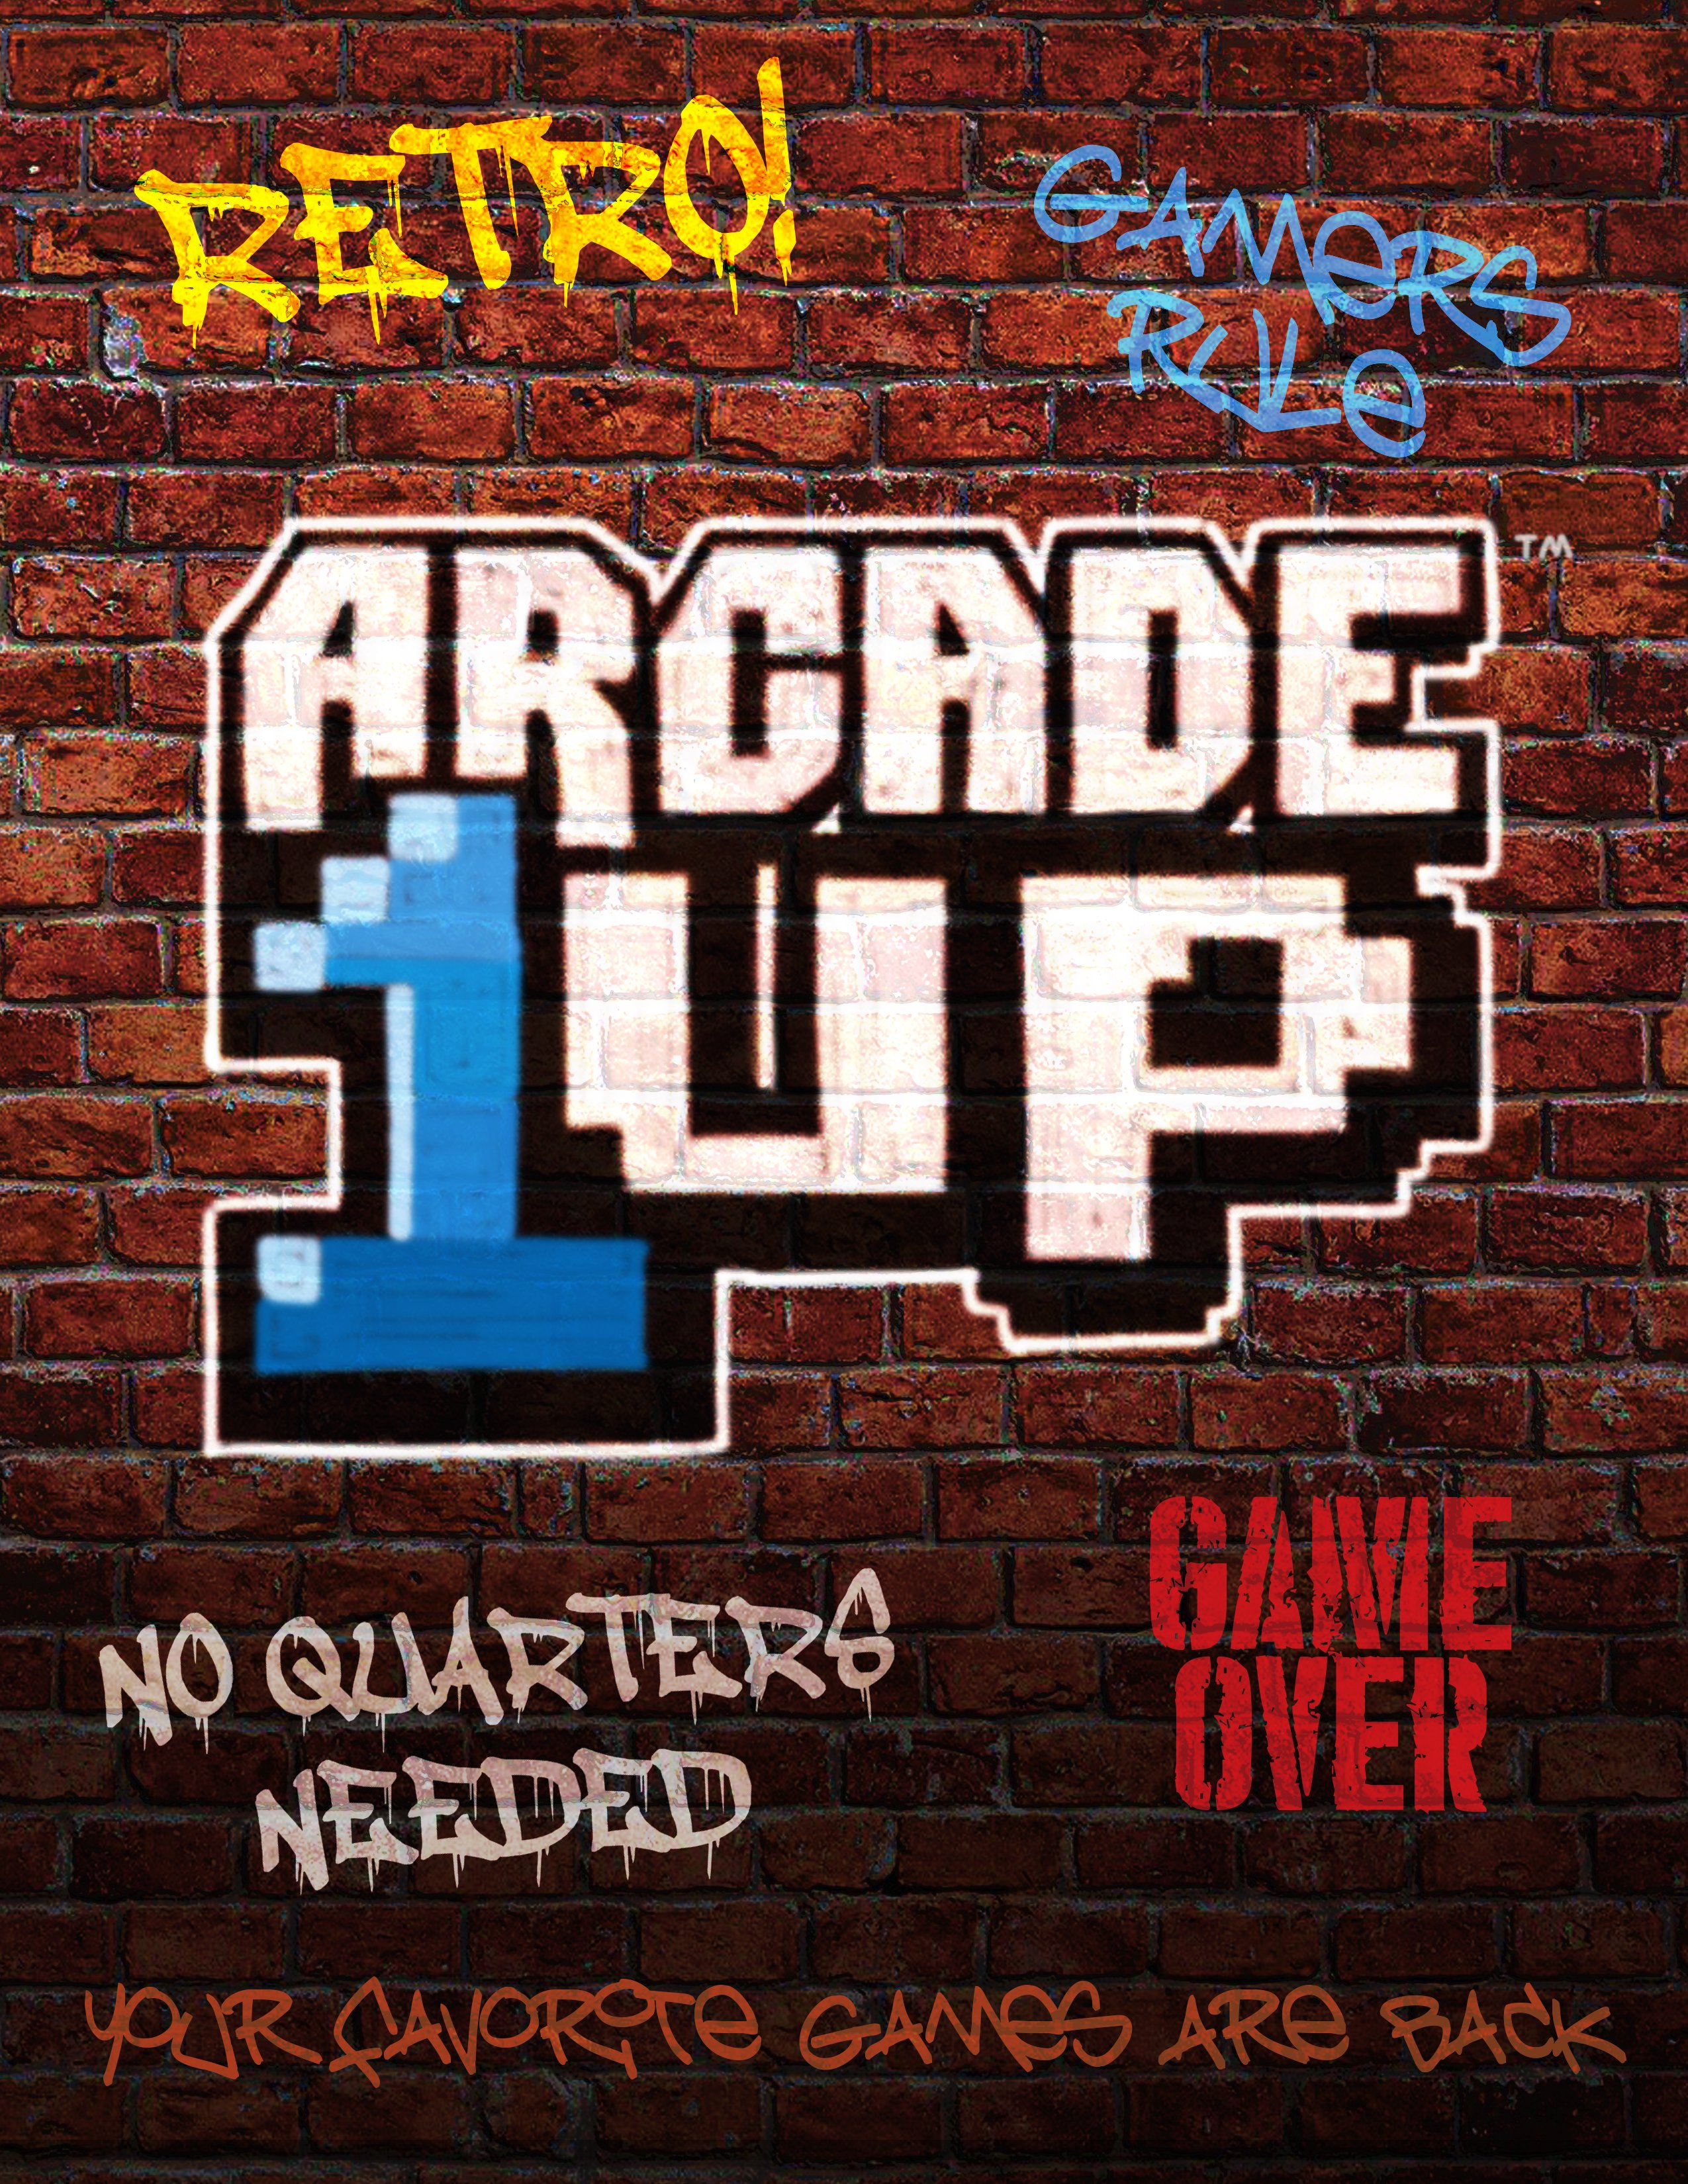 RETRO!
GAMERS
RULE
ARCADE™
1UP
GAME
OVER
NO QUARTERS
NEEDED
YOUR FAVORITE GAMES ARE BACK